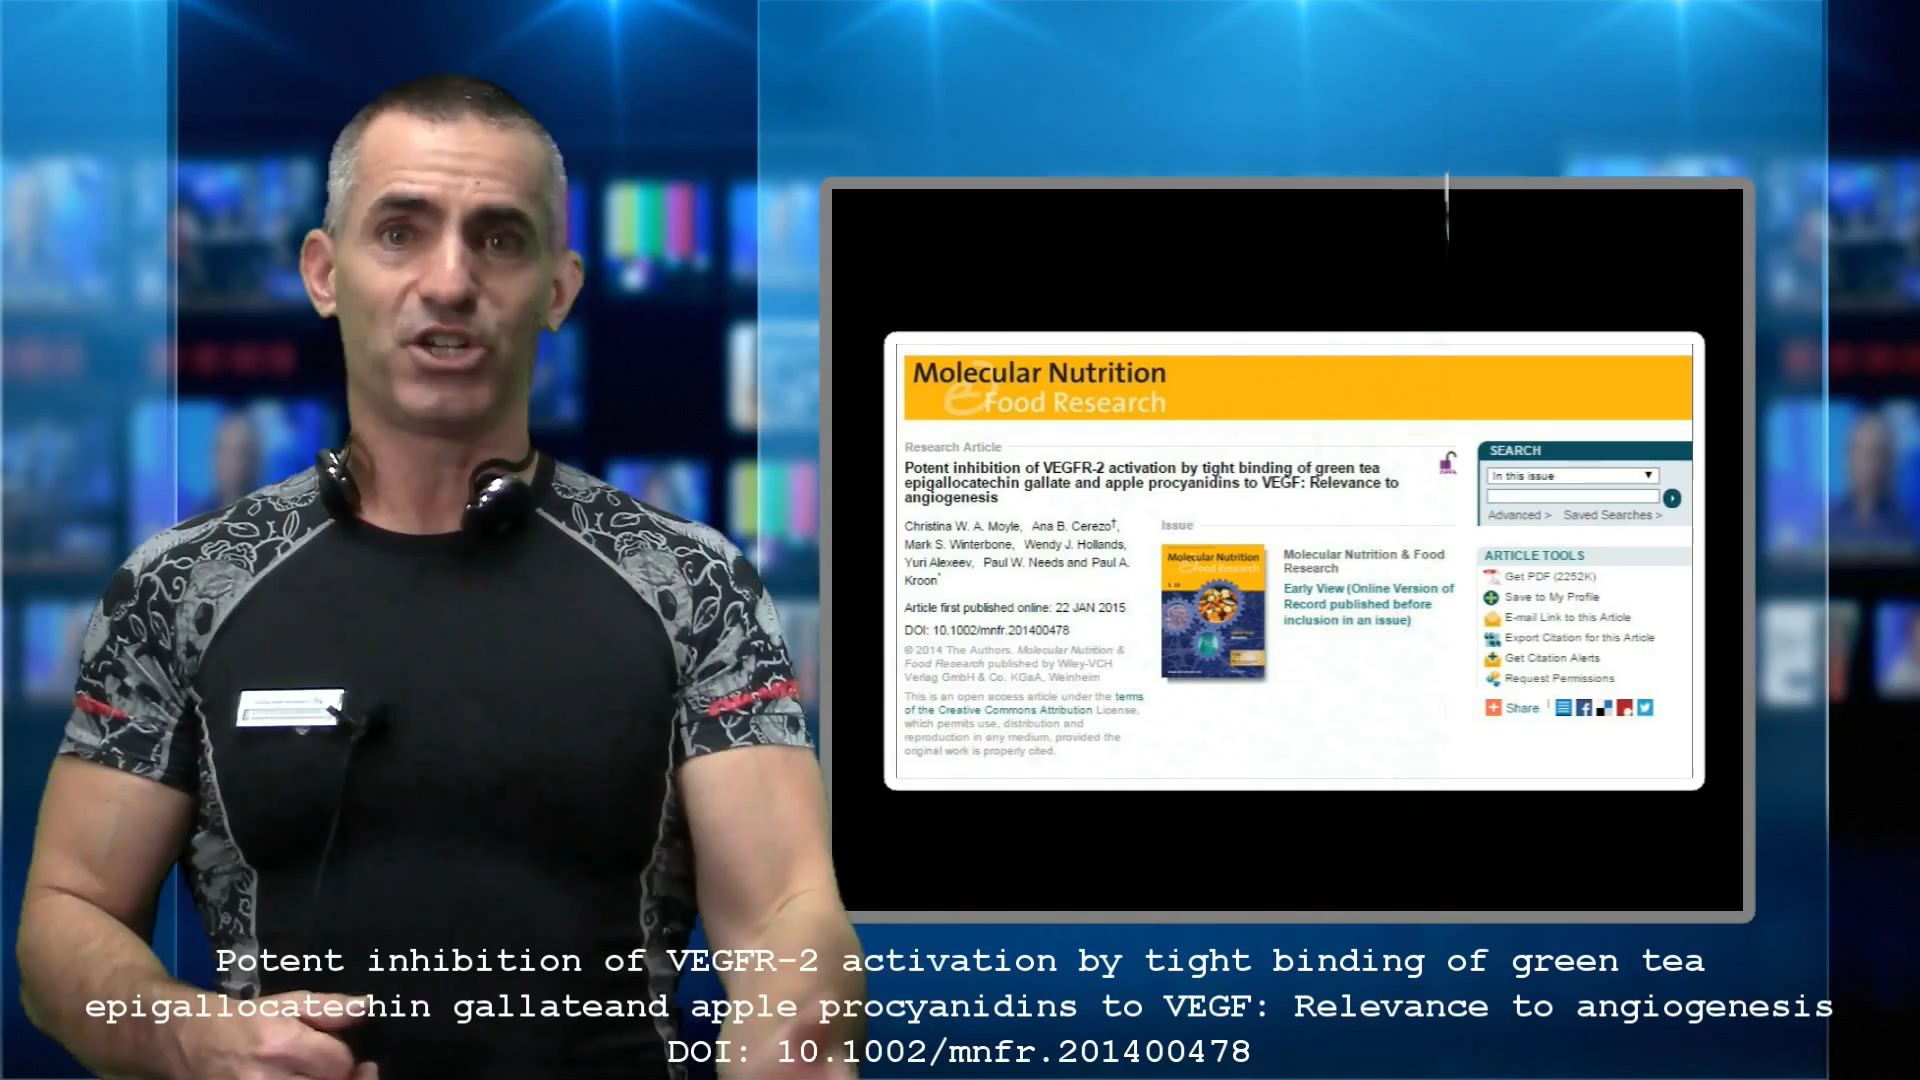 Molecular Nutrition
Food Research
Research Article
Potent inhibition of VEGFR-2 activation by tight binding of green tea
epigallocatechin gallate and apple procyanidins to VEGF: Relevance to
angiogenesis
Christina W. A. Moyle, Ana B. Cerezo†,
Mark S. Winterbone, Wendy J. Hollands,
Yuri Alexeev, Paul W. Needs and Paul A.
Kroon*
Article first published online: 22 JAN 2015
DOI: 10.1002/mnfr.201400478
© 2014 The Authors. Molecular Nutrition &
Food Research published by Wiley-VCH
Verlag GmbH & Co. KGaA, Weinheim
This is an open access article under the terms
of the Creative Commons Attribution License,
which permits use, distribution and
reproduction in any medium, provided the
original work is properly cited.
Issue
Molecular Nutrition
Food Research
Molecular Nutrition & Food
Research
Early View (Online Version of
Record published before
inclusion in an issue)
SEARCH
In this issue
Advanced > Saved Searches >
ARTICLE TOOLS
Get PDF (2252K)
Save to My Profile
E-mail Link to this Article
Export Citation for this Article
Get Citation Alerts
Request Permissions
Share
Potent inhibition of VEGFR-2 activation by tight binding of green tea
epigallocatechin gallateand apple procyanidins to VEGF: Relevance to angiogenesis
DOI: 10.1002/mnfr.201400478